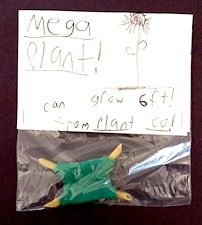 Mega
Plant!
can grow 6ft!
from plant co!